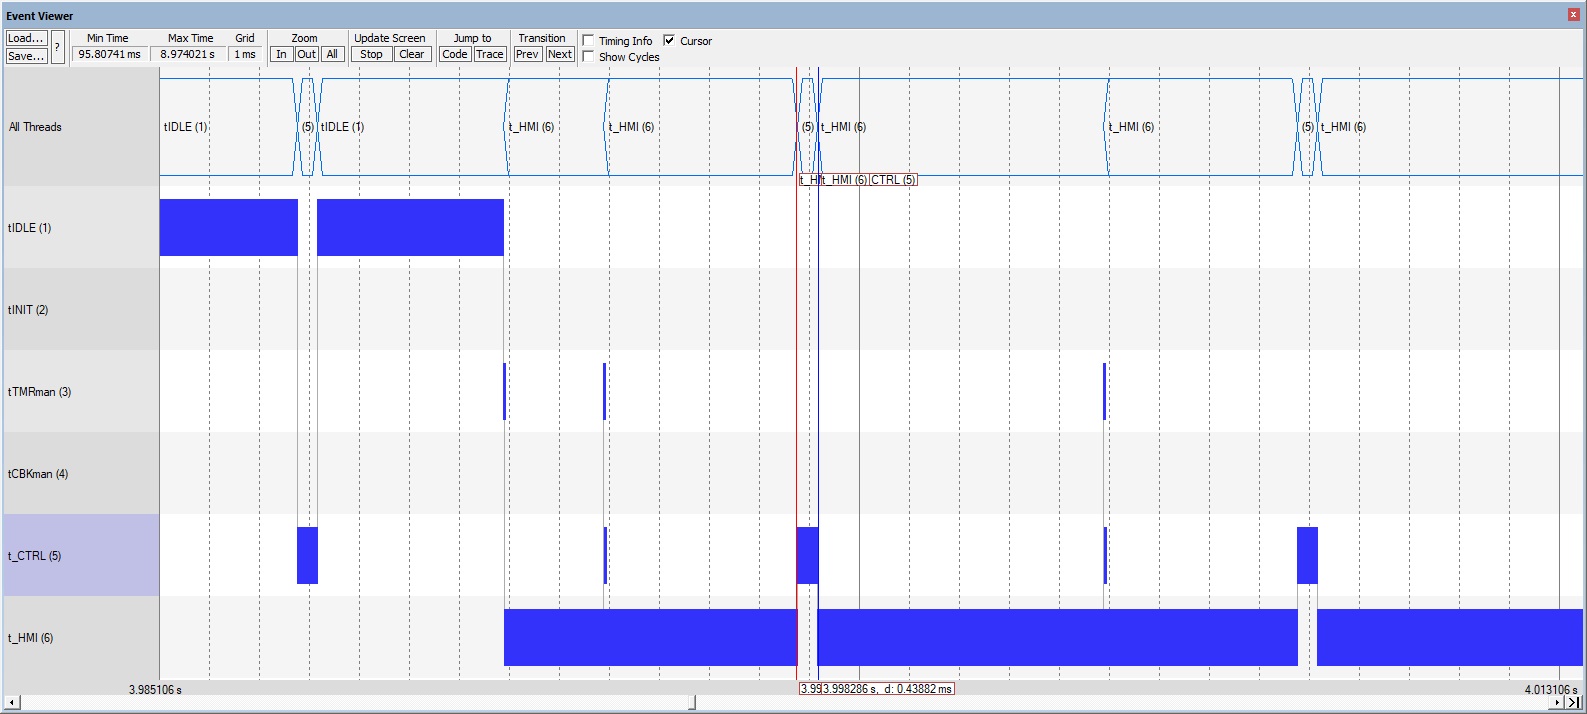 Event Viewer
Load... Min Time Max Time Grid Zoom Update Screen Jump to Transition Timing Info Cursor
Save... ? 95.80741 ms 8.974021 s 1 ms In Out All Stop Clear Code Trace Prev Next Show Cycles
All Threads tIDLE (1) (5) tIDLE (1) t_HMI (6) t_HMI (6) (5) t_HMI (6) t_HMI (6) (5) t_HMI (6)
t_H t_HMI (6) CTRL (5)
tIDLE (1)
tINIT (2)
tTMRman (3)
tCBKman (4)
t_CTRL (5)
t_HMI (6)
3.985106 s 3.99 3.998286 s, d: 0.43882 ms 4.013106 s